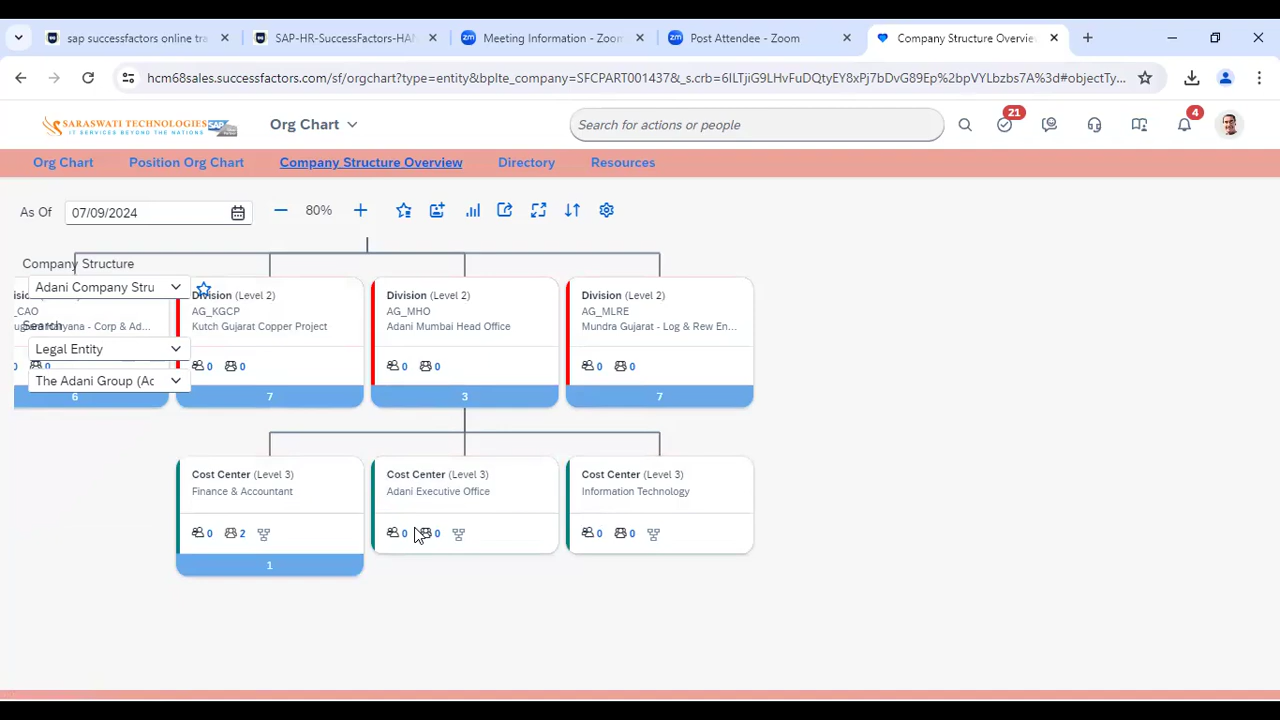 sap successfactors online tra
SAP-HR-SuccessFactors-HAN
Meeting Information - Zoom
Post Attendee - Zoom
Company Structure Overvie
hcm68sales.successfactors.com/sf/orgchart?type=entity&bplte_company=SFCPART001437&_s.crb=6ILTjiG9LHvFuDQtyEY8xPj7bDvG89Ep%2bpVYLbzbs7A%3d#objectTy...
SARASWATI TECHNOLOGIES SAP
IT SERVICES BEYOND THE NATIONS
Org Chart
Search for actions or people
21
4
Org Chart
Position Org Chart
Company Structure Overview
Directory
Resources
As Of
07/09/2024
80%
Company Structure
Adani Company Stru
Search
Legal Entity
The Adani Group (Ac
_CAO
aryana - Corp & Ad...
0
6
Division (Level 2)
AG_KGCP
Kutch Gujarat Copper Project
0 0
7
Division (Level 2)
AG_MHO
Adani Mumbai Head Office
0 0
3
Division (Level 2)
AG_MLRE
Mundra Gujarat - Log & Rew En...
0 0
7
Cost Center (Level 3)
Finance & Accountant
0 2
1
Cost Center (Level 3)
Adani Executive Office
0 0
Cost Center (Level 3)
Information Technology
0 0